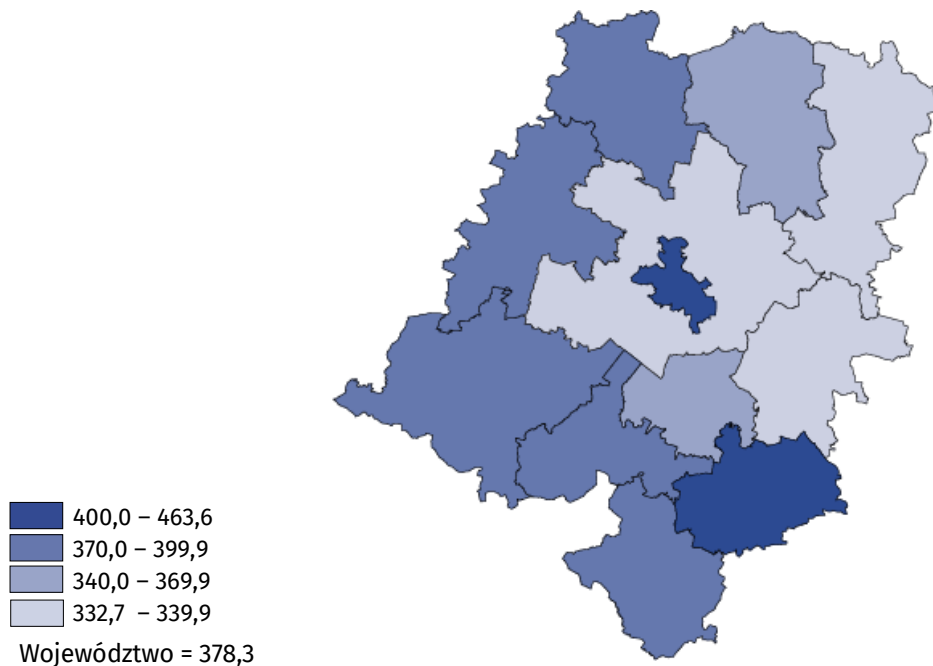 400,0 – 463,6
370,0 – 399,9
340,0 – 369,9
332,7 – 339,9
Województwo = 378,3